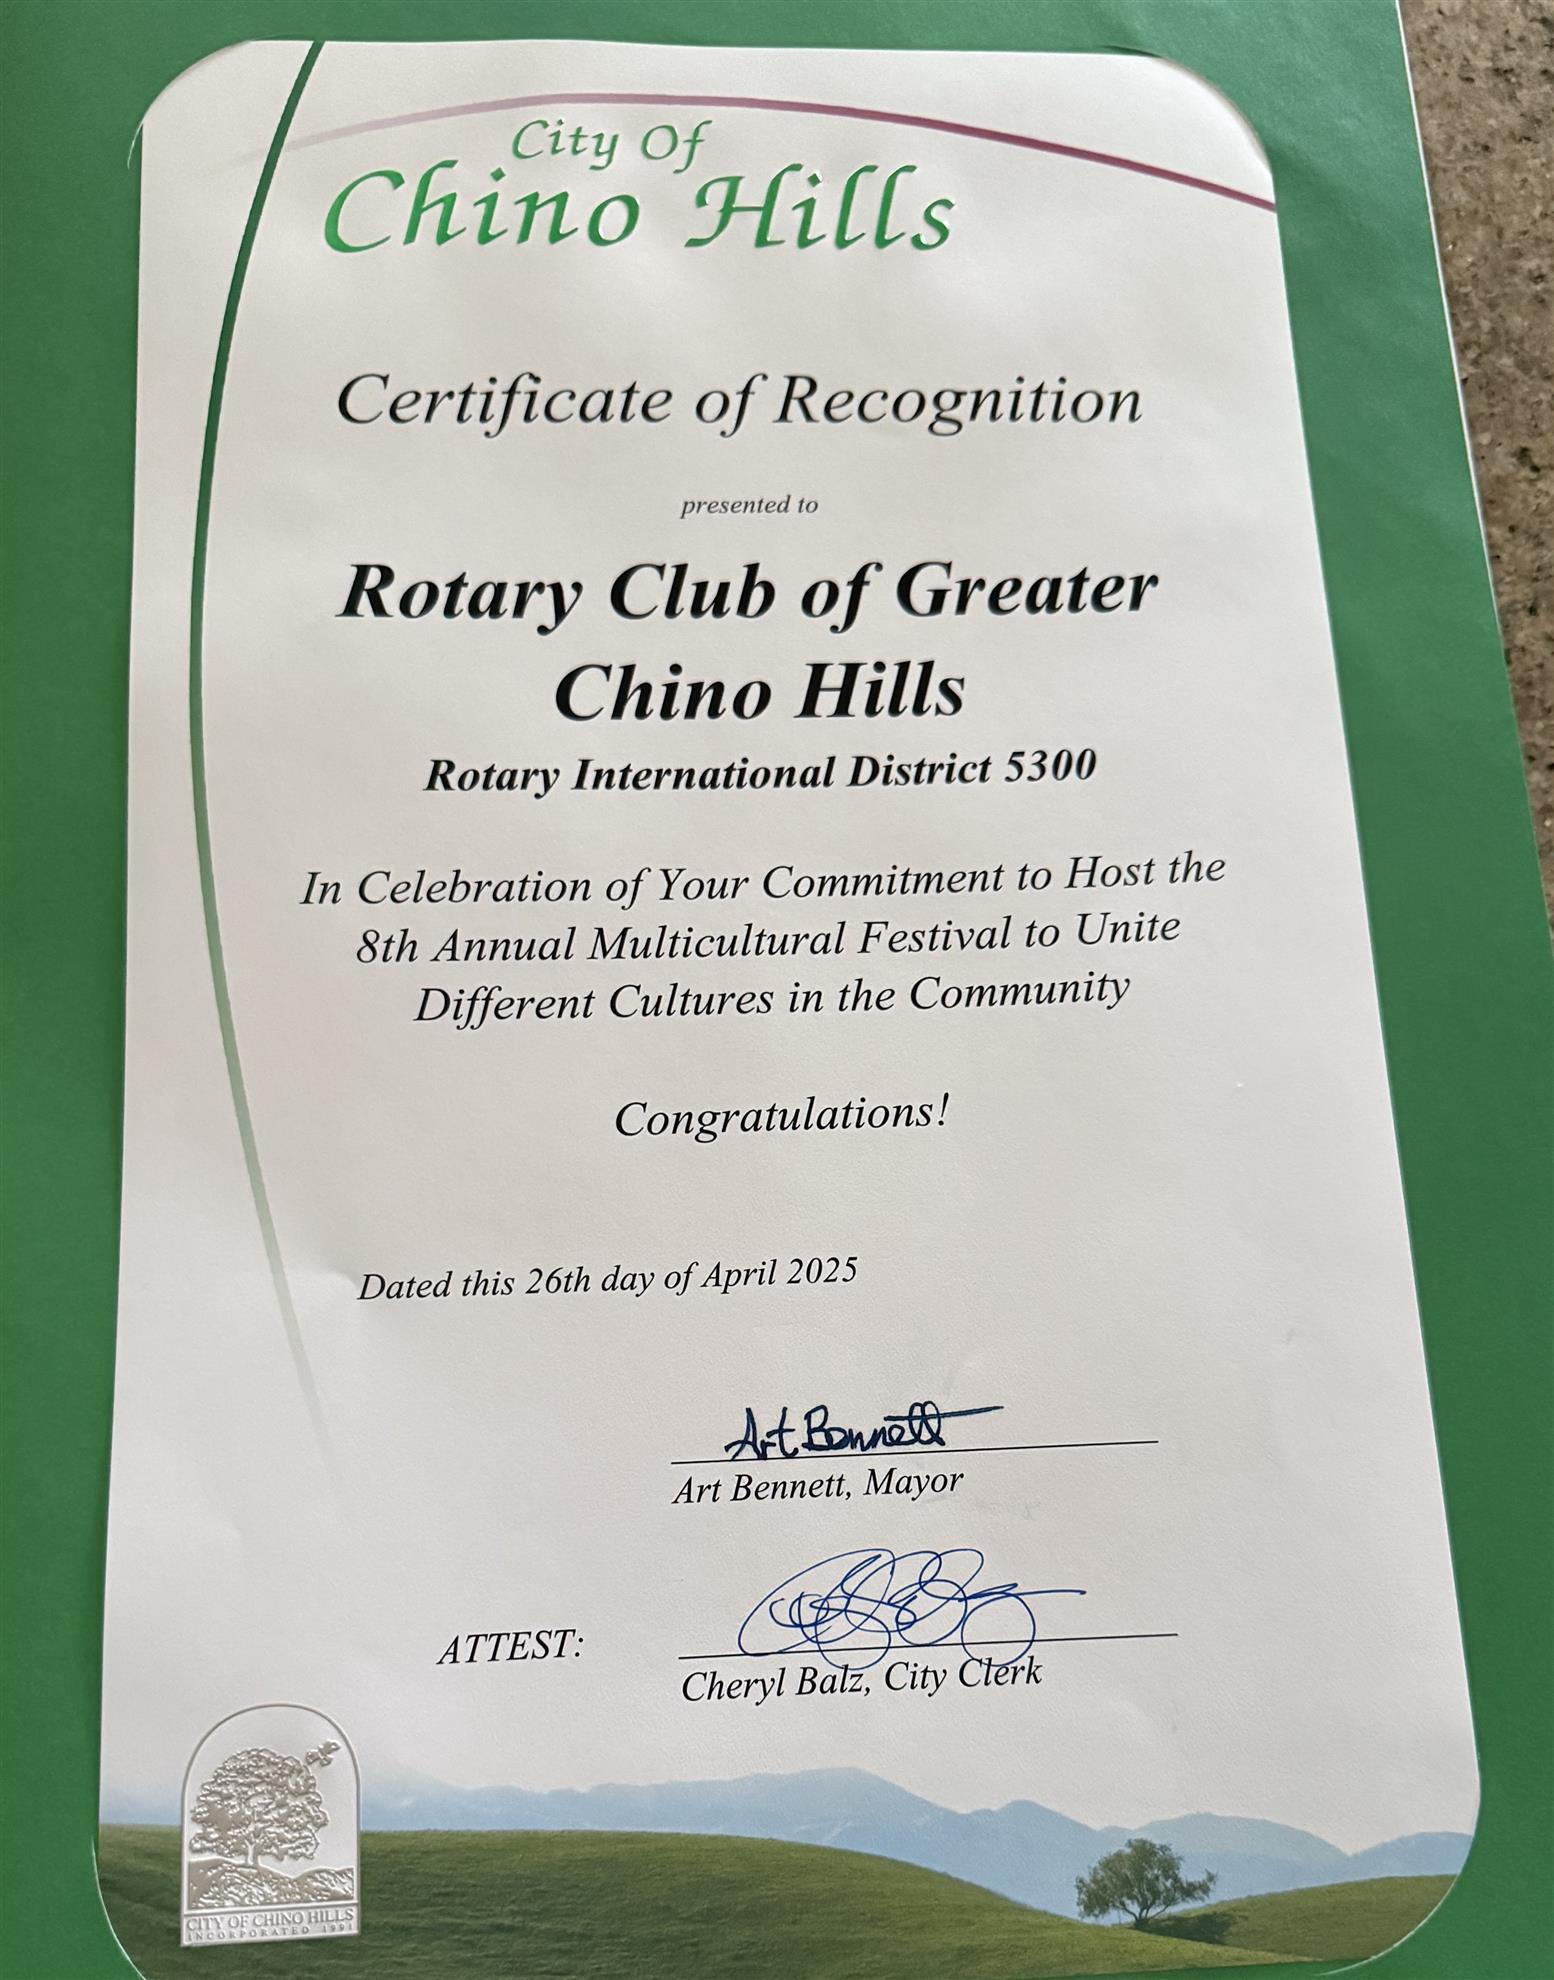 City Of
Chino Hills
Certificate of Recognition
presented to
Rotary Club of Greater
Chino Hills
Rotary International District 5300
In Celebration of Your Commitment to Host the
8th Annual Multicultural Festival to Unite
Different Cultures in the Community
Congratulations!
Dated this 26th day of April 2025
Art Bennett
Art Bennett, Mayor
ATTEST:
Cheryl Balz, City Clerk
CITY OF CHINO HILLS
INCORPORATED 1991